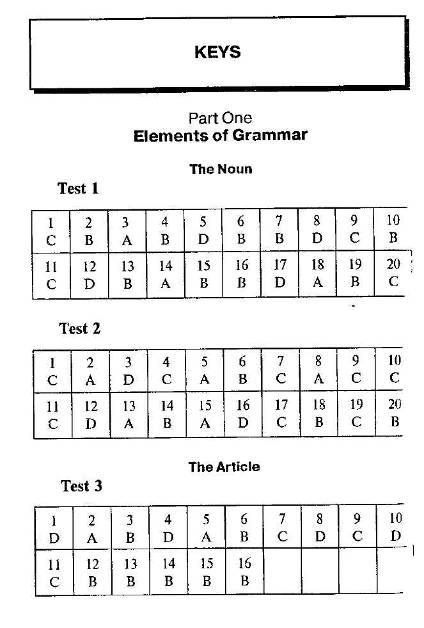 KEYS
Part One
Elements of Grammar
The Noun
Test 1
1 2 3 4 5 6 7 8 9 10
C B A B D B B D C B
11 12 13 14 15 16 17 18 19 20
C D B A B B D A B C
Test 2
1 2 3 4 5 6 7 8 9 10
C A D C A B C A C C
11 12 13 14 15 16 17 18 19 20
C D A B A D C B C B
The Article
Test 3
1 2 3 4 5 6 7 8 9 10
D A B D A B C D C D
11 12 13 14 15 16
C B B B B B